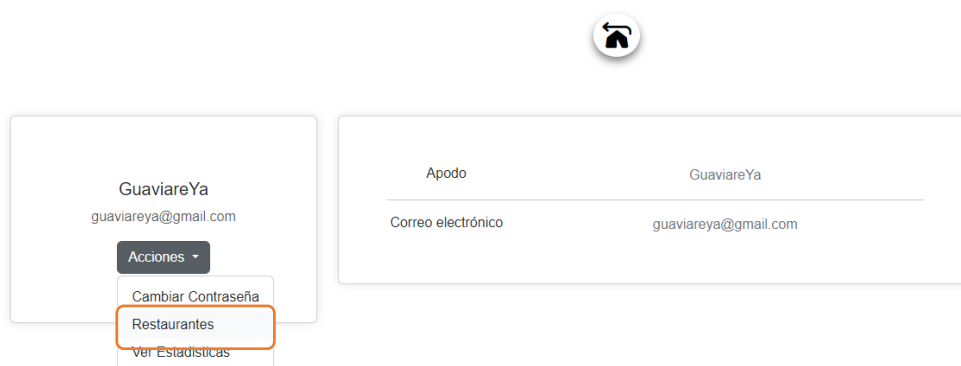 GuaviareYa
guaviareya@gmail.com
Acciones
Cambiar Contraseña
Restaurantes
Ver Estadísticas
Apodo GuaviareYa
Correo electrónico guaviareya@gmail.com